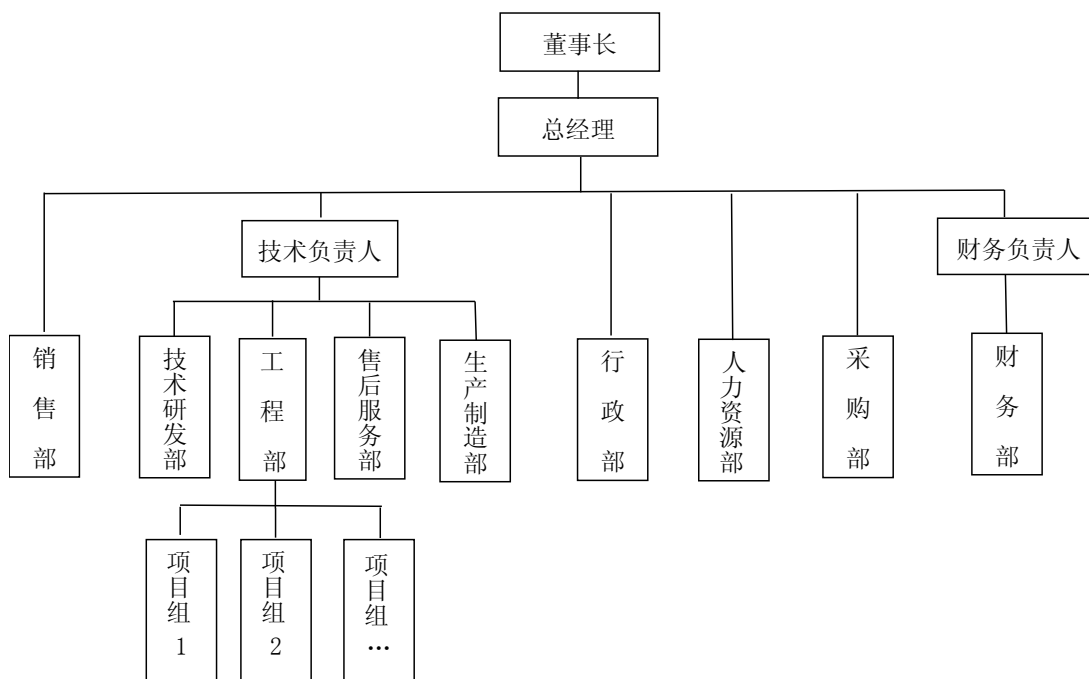 董事长
总经理
技术负责人
财务负责人
销售部
技术研发部
工程部
售后服务部
生产制造部
行政部
人力资源部
采购部
财务部
项目组1
项目组2
项目组…